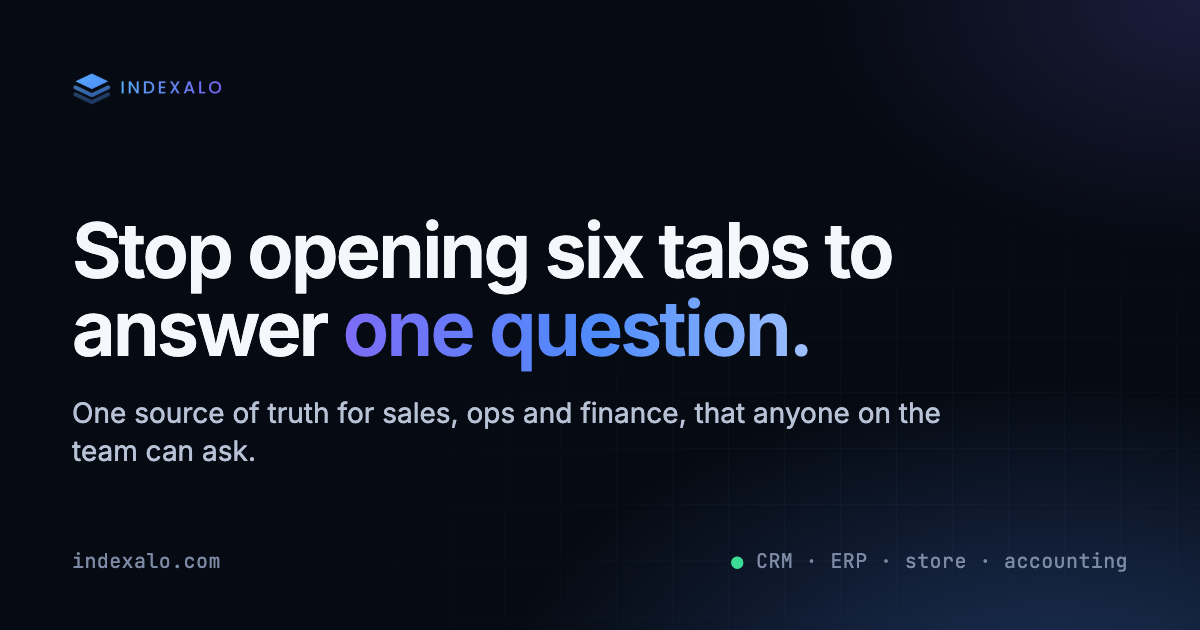 INDEXALO
Stop opening six tabs to
answer one question.
One source of truth for sales, ops and finance, that anyone on the
team can ask.
indexalo.com
CRM · ERP · store · accounting